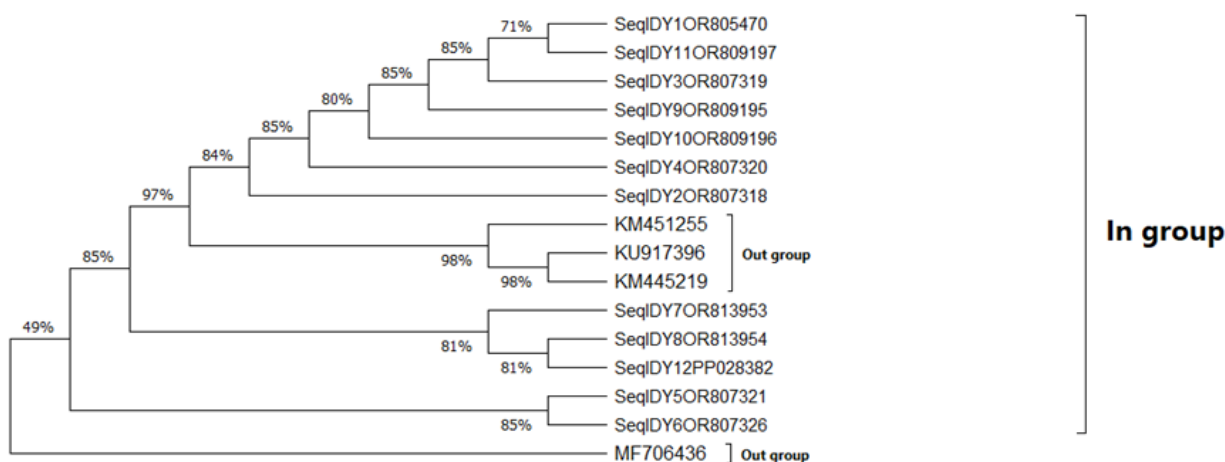 71%
SeqIDY1OR805470
SeqIDY11OR809197
85%
SeqIDY3OR807319
85%
SeqIDY9OR809195
80%
SeqIDY10OR809196
85%
SeqIDY4OR807320
84%
SeqIDY2OR807318
97%
KM451255
KU917396
KM445219
98%
98%
Out group
In group
85%
SeqIDY7OR813953
SeqIDY8OR813954
SeqIDY12PP028382
81%
81%
49%
SeqIDY5OR807321
SeqIDY6OR807326
85%
MF706436
Out group